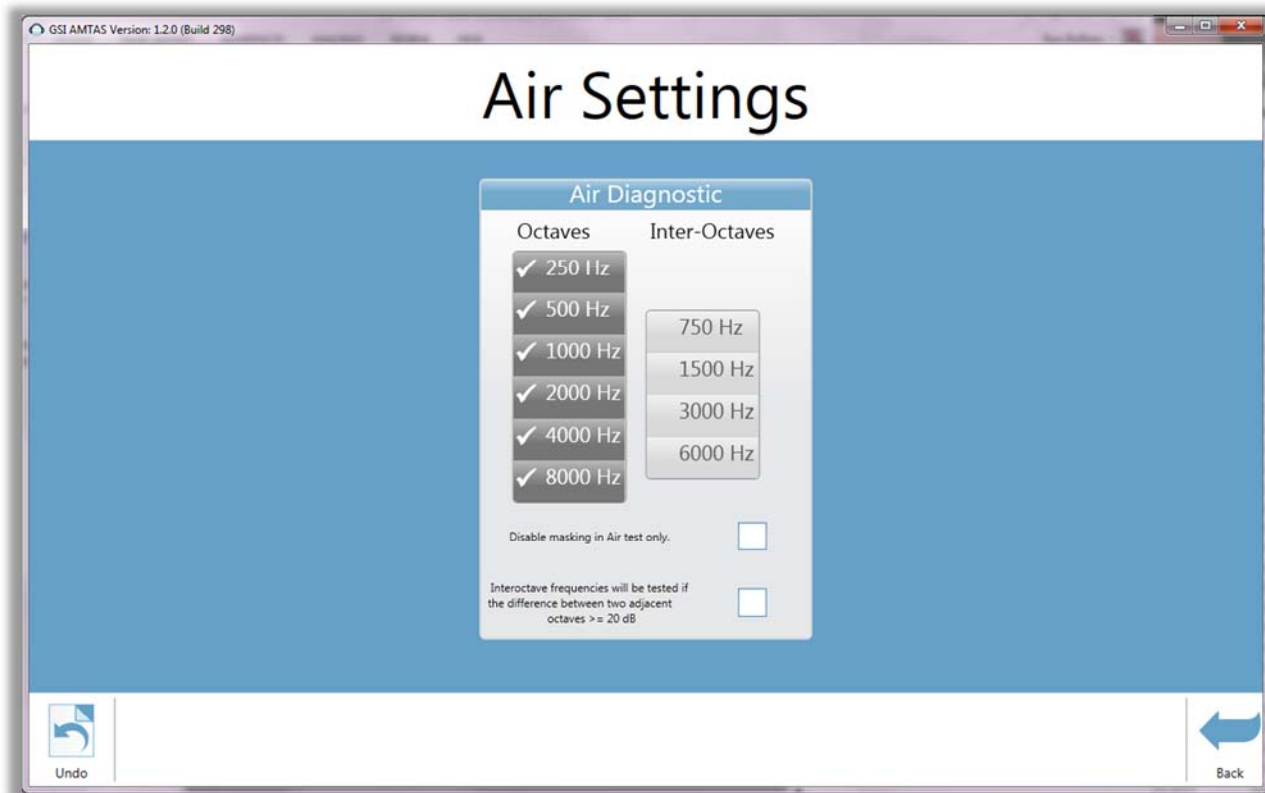 GSI AMTAS Version: 1.2.0 (Build 298)
Air Settings
Air Diagnostic
Octaves
Inter-Octaves
250 Hz
500 Hz
1000 Hz
2000 Hz
4000 Hz
8000 Hz
750 Hz
1500 Hz
3000 Hz
6000 Hz
Disable masking in Air test only.
Interoctave frequencies will be tested if
the difference between two adjacent
octaves >= 20 dB
Undo
Back